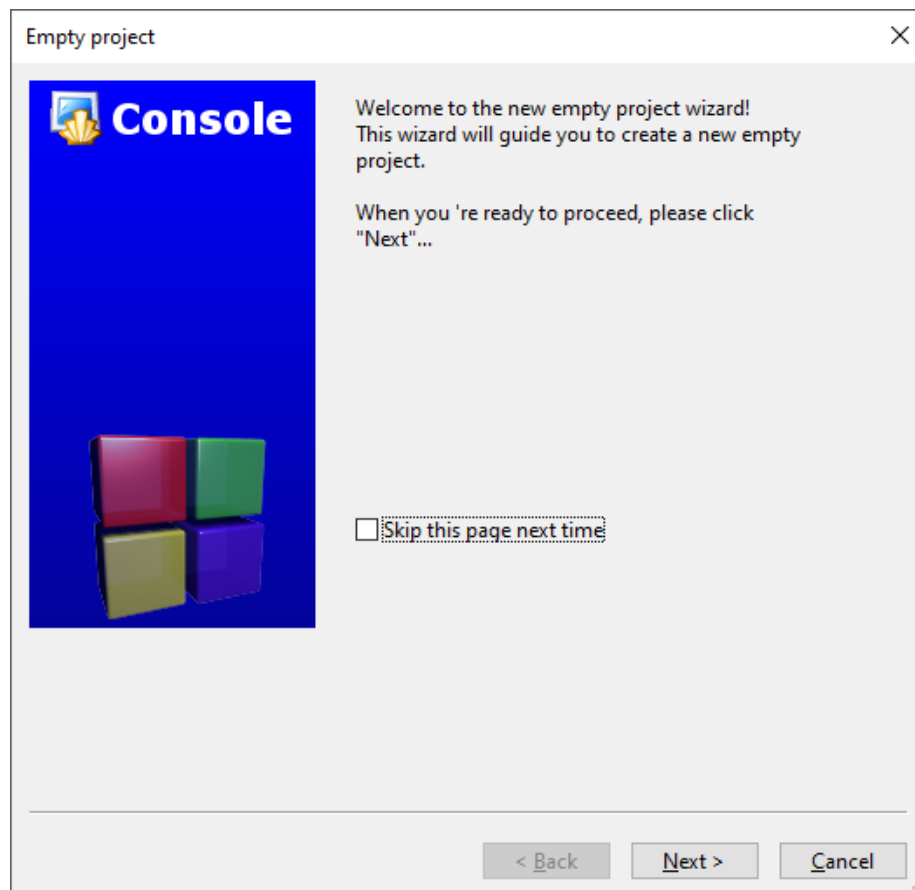 Empty project
Console
Welcome to the new empty project wizard!
This wizard will guide you to create a new empty
project.
When you 're ready to proceed, please click
"Next"...
Skip this page next time
< Back
Next >
Cancel